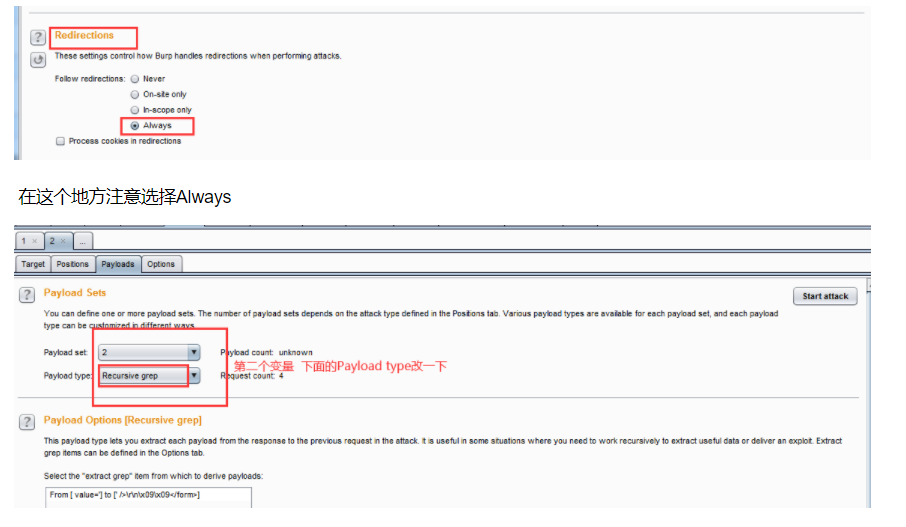 Redirections
These settings control how Burp handles redirections when performing attacks.
Follow redirections: Never
On-site only
In-scope only
Always
Process cookies in redirections
在这个地方注意选择Always
1 × 2 × ...
Target Positions Payloads Options
? Payload Sets
Start attack
You can define one or more payload sets. The number of payload sets depends on the attack type defined in the Positions tab. Various payload types are available for each payload set, and each payload
type can be customized in different ways.
Payload set: 2 Payload count: unknown
第二个变量 下面的Payload type改一下
Payload type: Recursive grep Request count: 4
? Payload Options [Recursive grep]
This payload type lets you extract each payload from the response to the previous request in the attack. It is useful in some situations where you need to work recursively to extract useful data or deliver an exploit. Extract
grep items can be defined in the Options tab.
Select the "extract grep" item from which to derive payloads:
From [ value='] to [' />\r\n\x09\x09</form>]